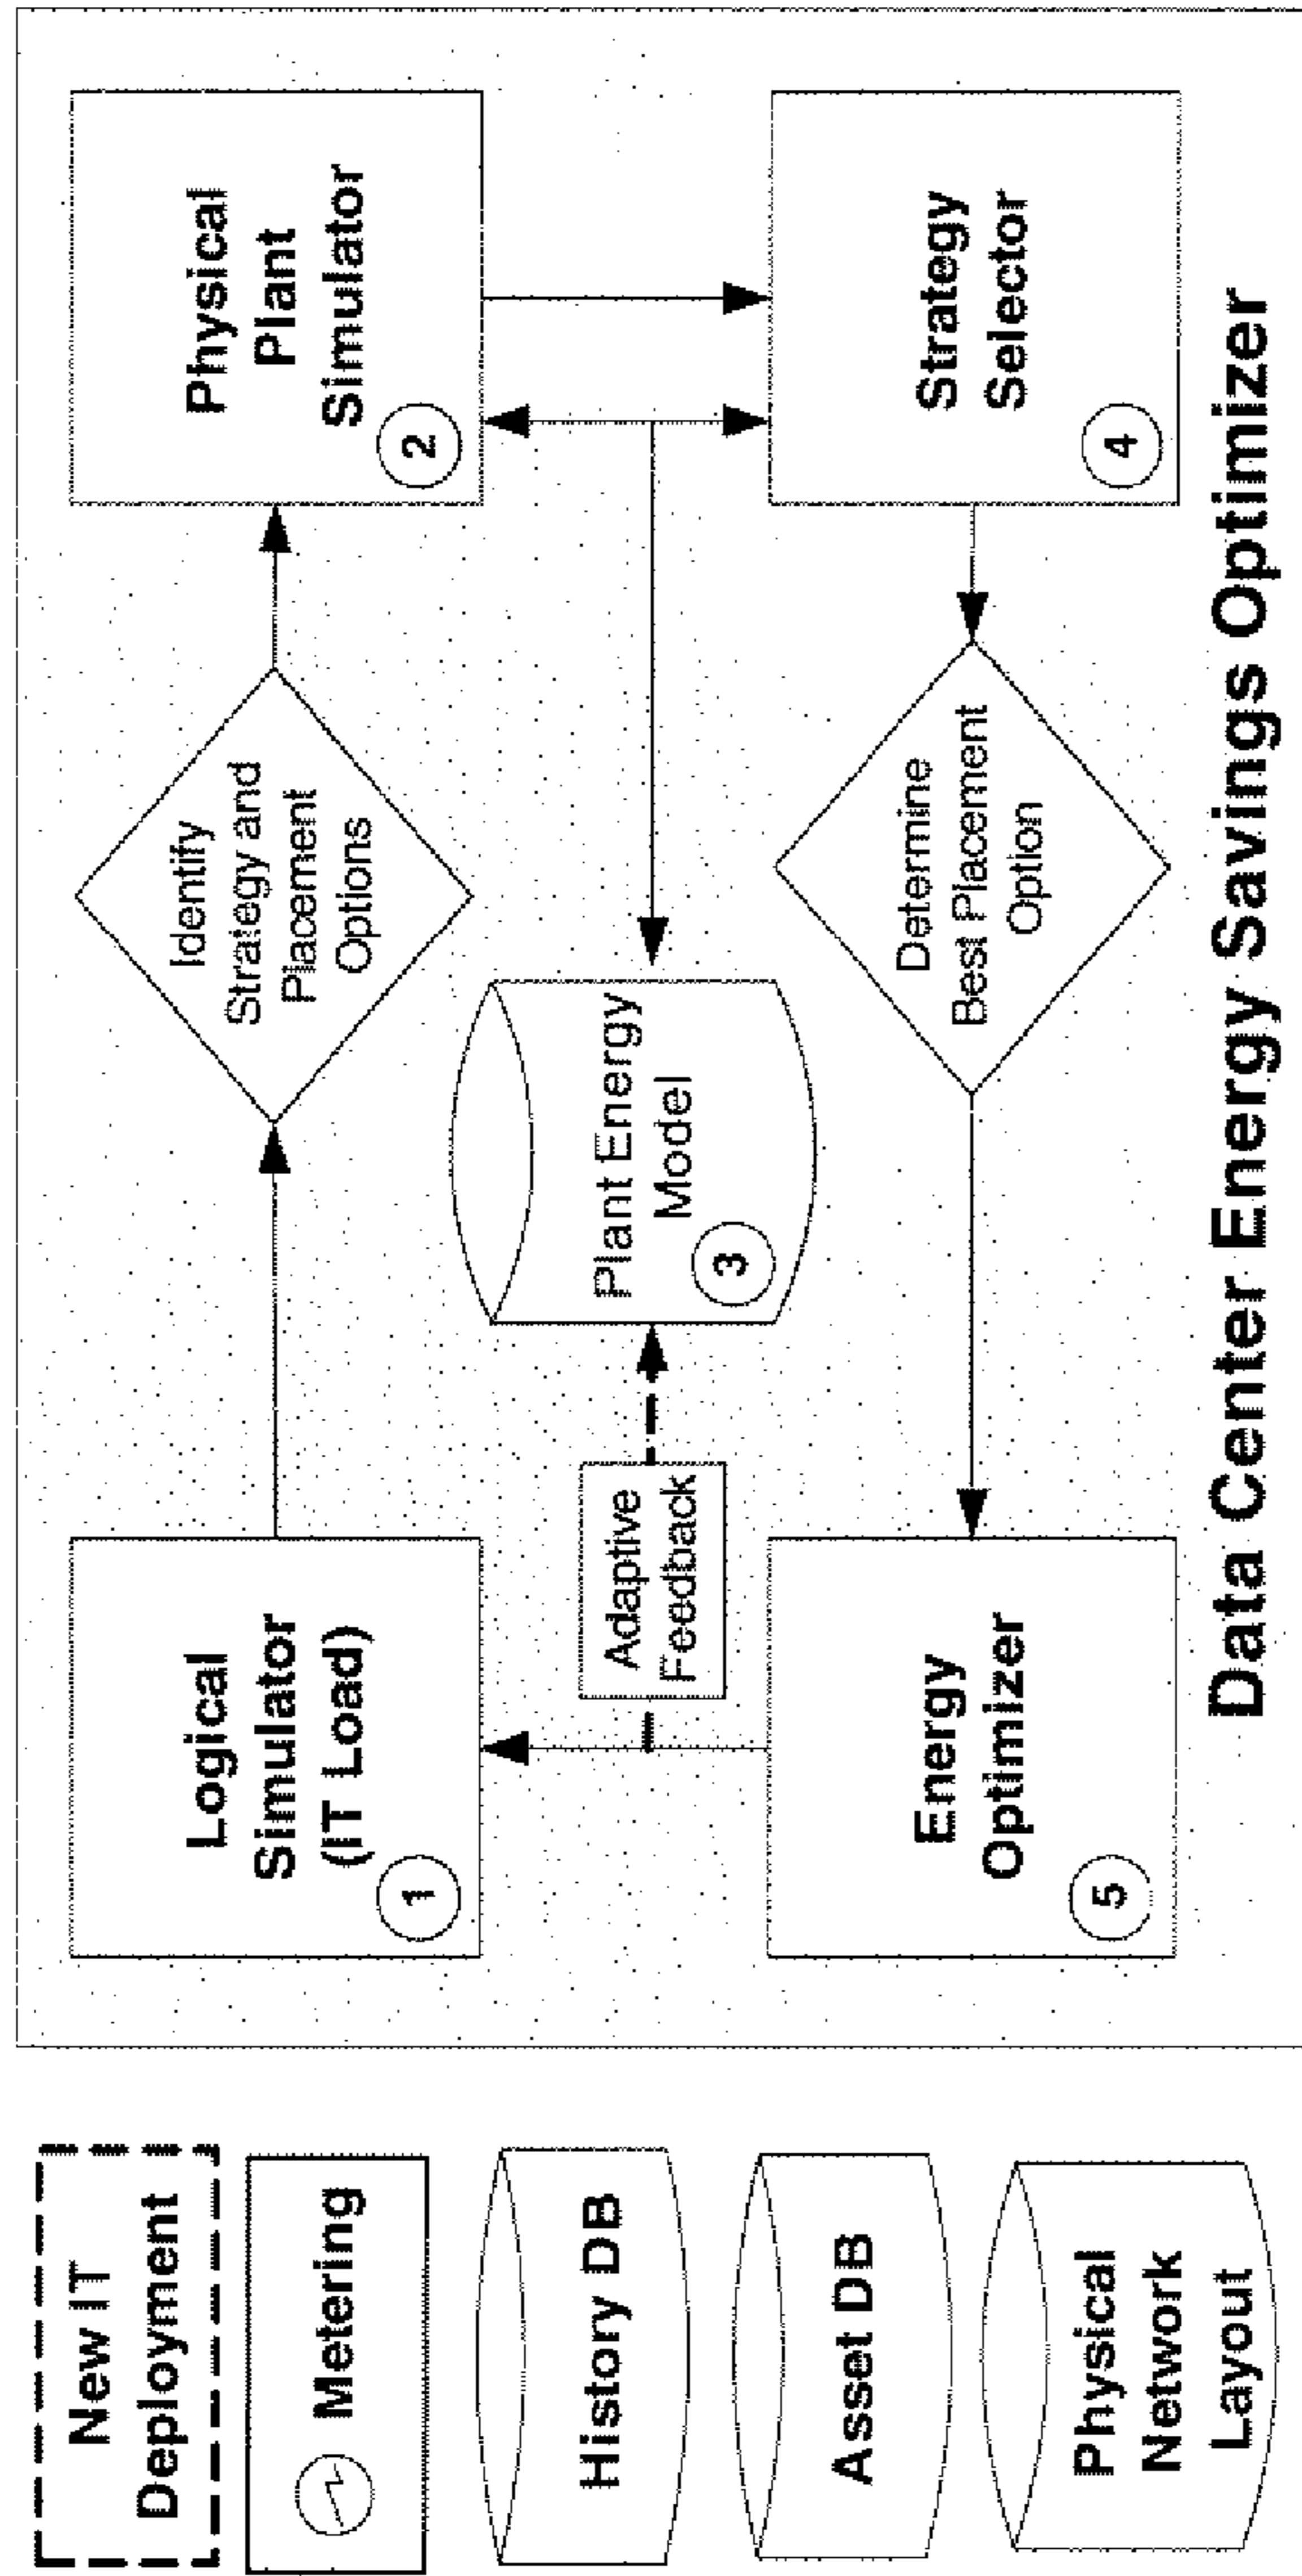 New IT
Deployment
Metering
History DB
Asset DB
Physical
Network
Layout
Logical
Simulator
(IT Load)
1
Identify
Strategy and
Placement
Options
Physical
Plant
Simulator
2
Adaptive
Feedback
Plant Energy
Model
3
Energy
Optimizer
5
Determine
Best Placement
Option
Strategy
Selector
4
Data Center Energy Savings Optimizer